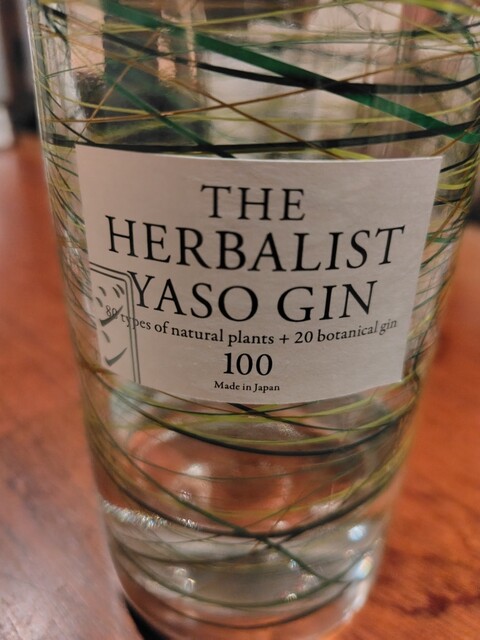 THE
HERBALIST
YASO GIN
80 types of natural plants + 20 botanical gin
100
Made in Japan